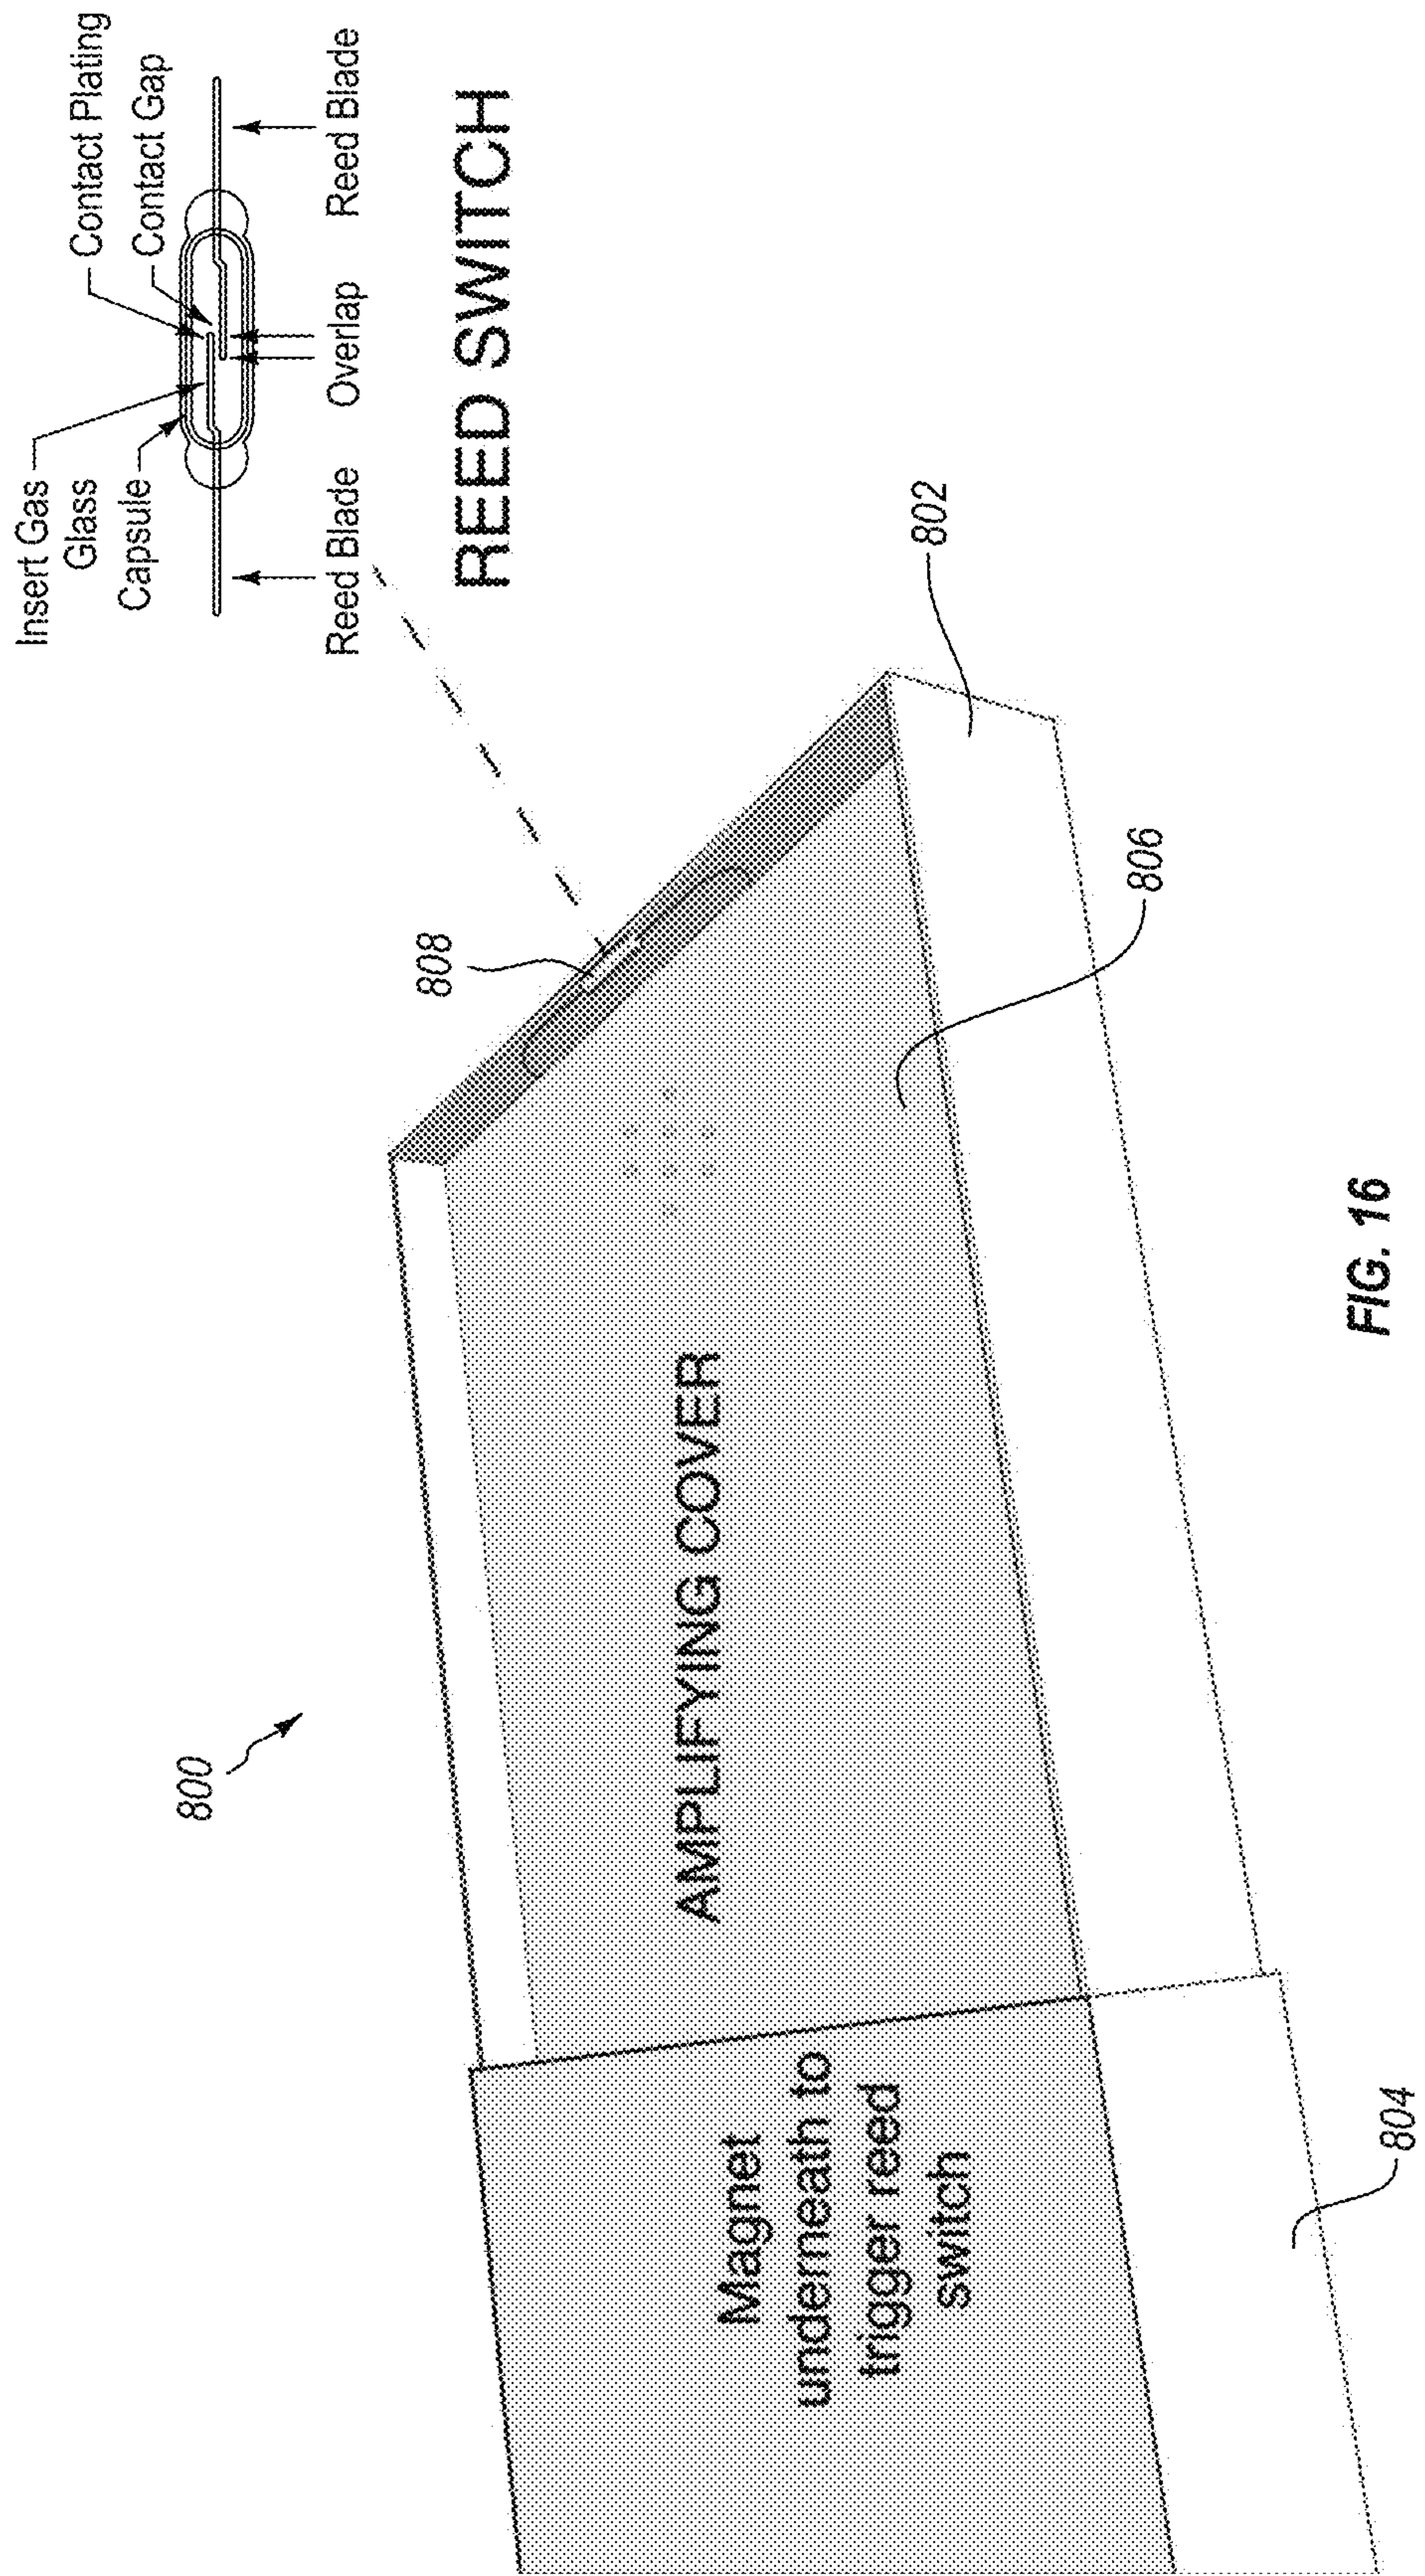 Insert Gas
Glass
Capsule
Contact Plating
Contact Gap
Reed Blade
Overlap
Reed Blade
REED SWITCH
800
808
802
AMPLIFYING COVER
806
Magnet
underneath to
trigger reed
switch
804
FIG. 16